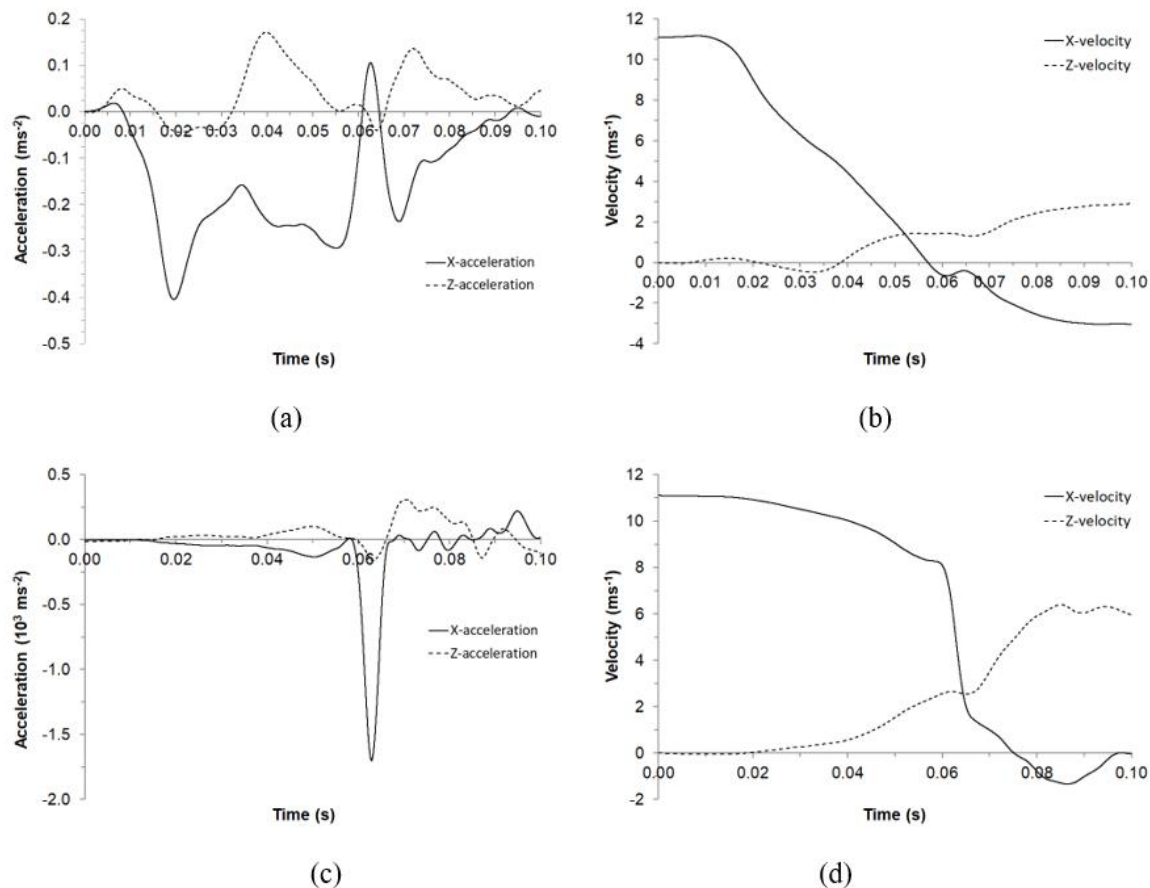 0.2
0.1
0.0
-0.1
-0.2
-0.3
-0.4
-0.5
Acceleration (ms⁻²)
0.00 0.01 0.02 0.03 0.04 0.05 0.06 0.07 0.08 0.09 0.10
X-acceleration
Z-acceleration
Time (s)
(a)
12
10
8
6
4
2
0
-2
-4
Velocity (ms⁻¹)
X-velocity
Z-velocity
0.00 0.01 0.02 0.03 0.04 0.05 0.06 0.07 0.08 0.09 0.10
Time (s)
(b)
0.5
0.0
-0.5
-1.0
-1.5
-2.0
Acceleration (10³ ms⁻²)
0.00 0.02 0.04 0.06 0.08 0.10
X-acceleration
Z-acceleration
Time (s)
(c)
12
10
8
6
4
2
0
-2
Velocity (ms⁻¹)
X-velocity
Z-velocity
0.00 0.02 0.04 0.06 0.08 0.10
Time (s)
(d)